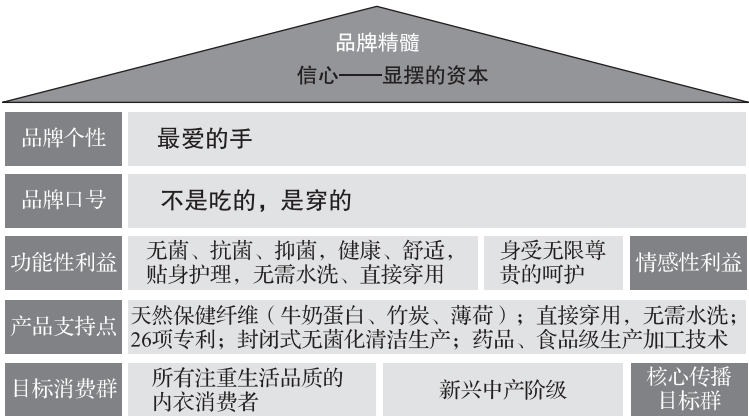 品牌精髓
信心——显摆的资本
品牌个性
最爱的手
品牌口号
不是吃的，是穿的
功能性利益
无菌、抗菌、抑菌，健康、舒适，
贴身护理，无需水洗、直接穿用
身受无限尊
贵的呵护
情感性利益
产品支持点
天然保健纤维（牛奶蛋白、竹炭、薄荷）；直接穿用，无需水洗；
26项专利；封闭式无菌化清洁生产；药品、食品级生产加工技术
目标消费群
所有注重生活品质的
内衣消费者
新兴中产阶级
核心传播
目标群